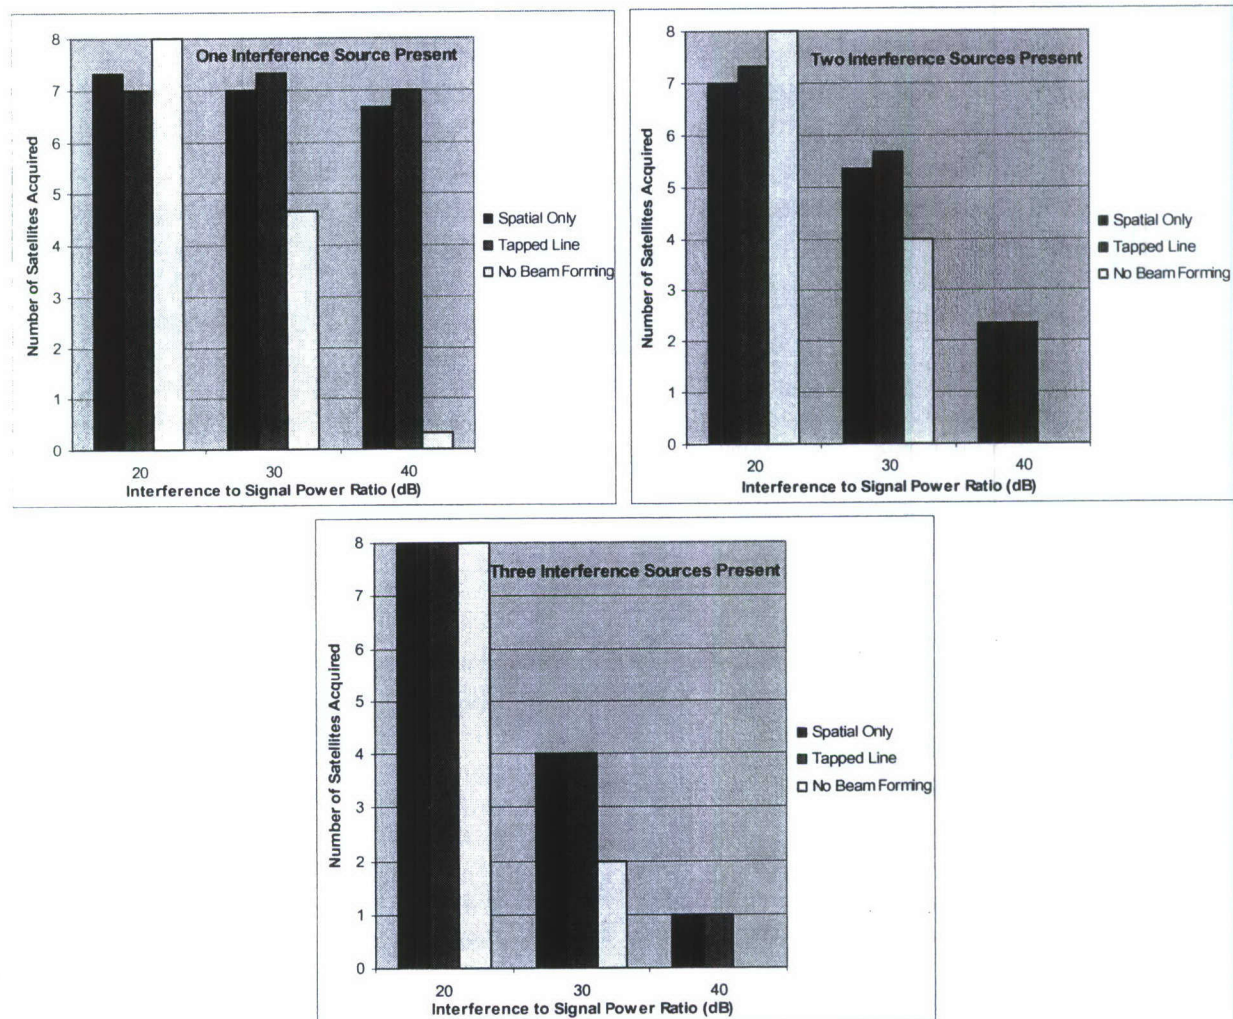 One Interference Source Present
8
7
6
5
4
3
2
1
0
Number of Satellites Acquired
20 30 40
Interference to Signal Power Ratio (dB)
Spatial Only
Tapped Line
No Beam Forming
Two Interference Sources Present
8
7
6
5
4
3
2
1
0
Number of Satellites Acquired
20 30 40
Interference to Signal Power Ratio (dB)
Spatial Only
Tapped Line
No Beam Forming
Three Interference Sources Present
8
7
6
5
4
3
2
1
0
Number of Satellites Acquired
20 30 40
Interference to Signal Power Ratio (dB)
Spatial Only
Tapped Line
No Beam Forming